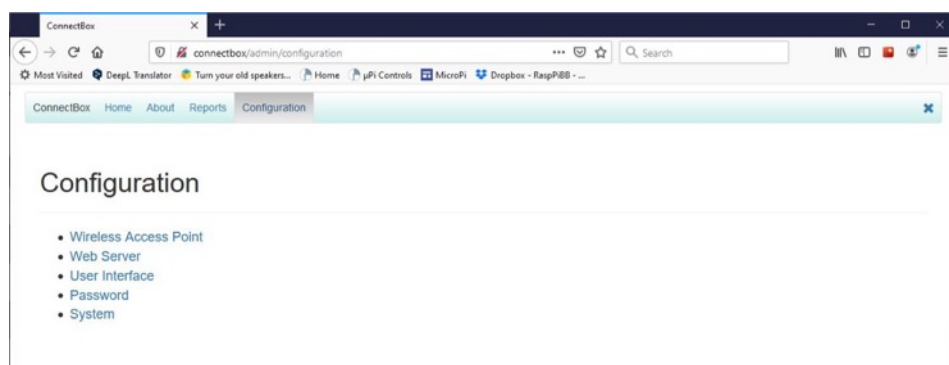 ConnectBox
connectbox/admin/configuration
Search
Most Visited DeepL Translator Turn your old speakers... Home µPi Controls MicroPi Dropbox - RaspPiBB - ...
ConnectBox Home About Reports Configuration
Configuration
• Wireless Access Point
• Web Server
• User Interface
• Password
• System